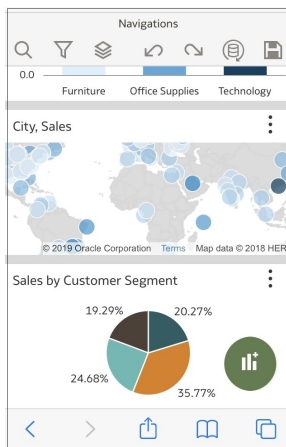 Navigations
0.0
Furniture Office Supplies Technology
City, Sales
© 2019 Oracle Corporation Terms Map data © 2018 HER
Sales by Customer Segment
19.29% 20.27%
24.68% 35.77%